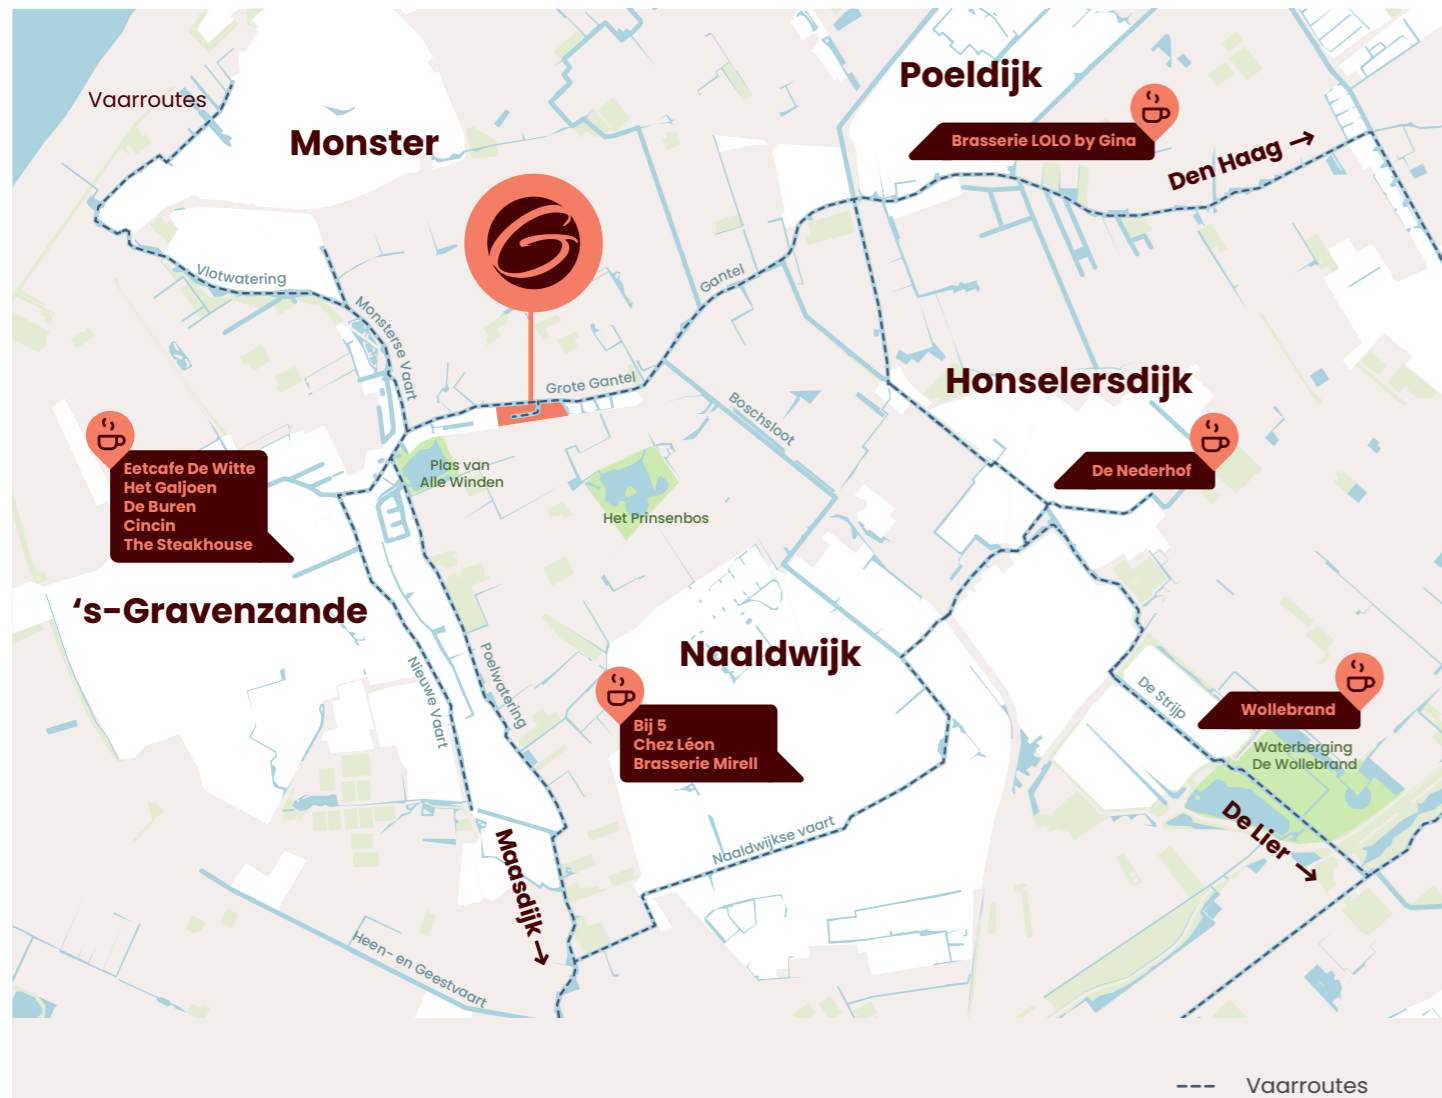 Poeldijk
Vaarroutes
Monster
Brasserie LOLO by Gina
Den Haag →
Vlotwatering
Monsterse Vaart
Gantel
G
Grote Gantel
Honselersdijk
Boschsloot
Plas van
Alle Winden
De Nederhof
Eetcafe De Witte
Het Galjoen
De Buren
Cincin
The Steakhouse
Het Prinsenbos
‘s-Gravenzande
Naaldwijk
Nieuwe Vaart
Poelwatering
De Strijp
Wollebrand
Bij 5
Chez Léon
Brasserie Mirell
Waterberging
De Wollebrand
De Lier →
Naaldwijkse vaart
Maasdijk →
Heen- en Geestvaart
Vaarroutes